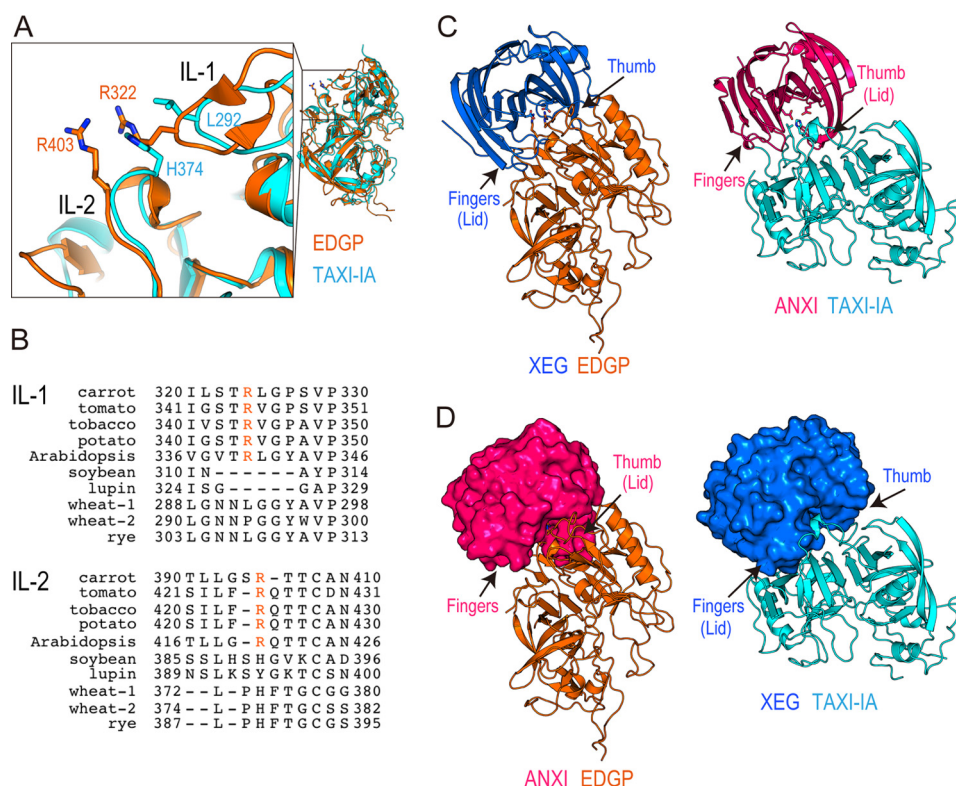 A
IL-1
R322
R403
L292
H374
IL-2
EDGP
TAXI-IA
B
IL-1
carrot 320 I L S T R L G P S V P 330
tomato 341 I G S T R V G P S V P 351
tobacco 340 I V S T R V G P A V P 350
potato 340 I G S T R V G P A V P 350
Arabidopsis 336 V G V T R L G Y A V P 346
soybean 310 I N - - - - - - A Y P 314
lupin 324 I S G - - - - - G A P 329
wheat-1 288 L G N N L G G Y A V P 298
wheat-2 290 L G N N P G G Y W V P 300
rye 303 L G N N L G G Y A V P 313
IL-2
carrot 390 T L L G S R - T T C A N 410
tomato 421 S I L F - R Q T T C D N 431
tobacco 420 S I L F - R Q T T C A N 430
potato 420 S I L F - R Q T T C A N 430
Arabidopsis 416 T L L G - R Q T T C A N 426
soybean 385 S S L H S H G V K C A D 396
lupin 389 N S L K S Y G K T C S N 400
wheat-1 372 - - L - P H F T G C G G 380
wheat-2 374 - - L - P H F T G C S S 382
rye 387 - - L - P H F T G C G S 395
C
Thumb
Fingers
(Lid)
XEG EDGP
Thumb
(Lid)
Fingers
ANXI TAXI-IA
D
Thumb
(Lid)
Fingers
ANXI EDGP
Thumb
Fingers
(Lid)
XEG TAXI-IA